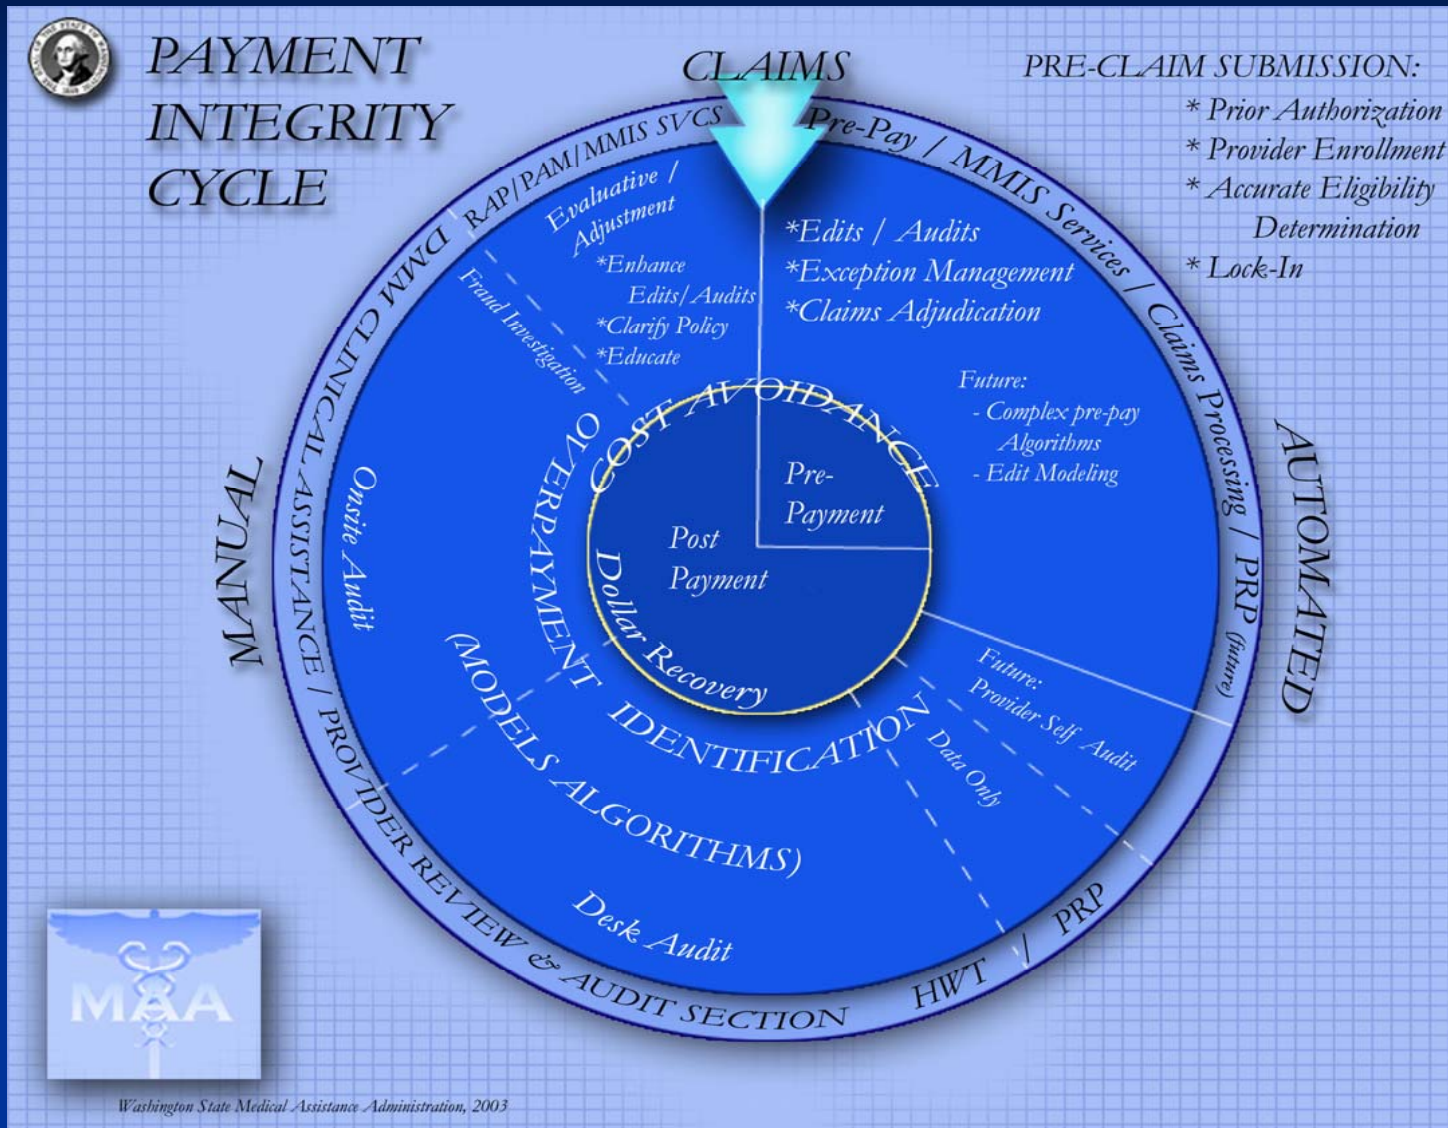 PAYMENT
INTEGRITY
CYCLE
CLAIMS
PRE-CLAIM SUBMISSION:
* Prior Authorization
* Provider Enrollment
* Accurate Eligibility
Determination
* Lock-In
RAP/PAM/MMIS SVCS
Pre-Pay / MMIS Services / Claims Processing / PRP (future)
Evaluative /
Adjustment
*Enhance
Edits/Audits
*Clarify Policy
*Educate
*Edits / Audits
*Exception Management
*Claims Adjudication
Future:
- Complex pre-pay
Algorithms
- Edit Modeling
Fraud Investigation
COST AVOIDANCE
Pre-
Payment
Post
Payment
Dollar Recovery
OVERPAYMENT IDENTIFICATION
(MODELS ALGORITHMS)
MANUAL
AUTOMATED
Onsite Audit
Desk Audit
Future:
Provider Self Audit
Data Only
DMM CLINICAL ASSISTANCE / PROVIDER REVIEW & AUDIT SECTION
HWT / PRP
MAA
Washington State Medical Assistance Administration, 2003